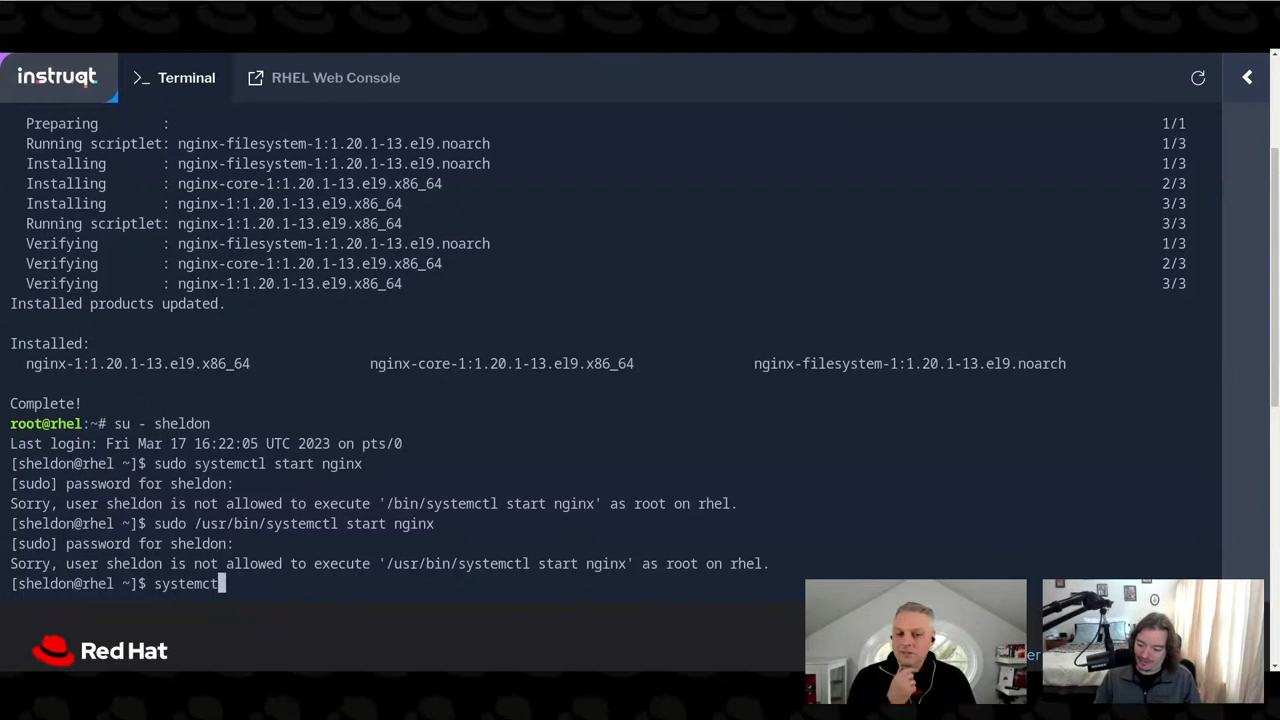 instruqt
>_ Terminal
RHEL Web Console
Preparing : 1/1
Running scriptlet: nginx-filesystem-1:1.20.1-13.el9.noarch 1/3
Installing : nginx-filesystem-1:1.20.1-13.el9.noarch 1/3
Installing : nginx-core-1:1.20.1-13.el9.x86_64 2/3
Installing : nginx-1:1.20.1-13.el9.x86_64 3/3
Running scriptlet: nginx-1:1.20.1-13.el9.x86_64 3/3
Verifying : nginx-filesystem-1:1.20.1-13.el9.noarch 1/3
Verifying : nginx-core-1:1.20.1-13.el9.x86_64 2/3
Verifying : nginx-1:1.20.1-13.el9.x86_64 3/3
Installed products updated.
Installed:
nginx-1:1.20.1-13.el9.x86_64 nginx-core-1:1.20.1-13.el9.x86_64 nginx-filesystem-1:1.20.1-13.el9.noarch
Complete!
root@rhel:~# su - sheldon
Last login: Fri Mar 17 16:22:05 UTC 2023 on pts/0
[sheldon@rhel ~]$ sudo systemctl start nginx
[sudo] password for sheldon:
Sorry, user sheldon is not allowed to execute '/bin/systemctl start nginx' as root on rhel.
[sheldon@rhel ~]$ sudo /usr/bin/systemctl start nginx
[sudo] password for sheldon:
Sorry, user sheldon is not allowed to execute '/usr/bin/systemctl start nginx' as root on rhel.
[sheldon@rhel ~]$ systemct
Red Hat
er